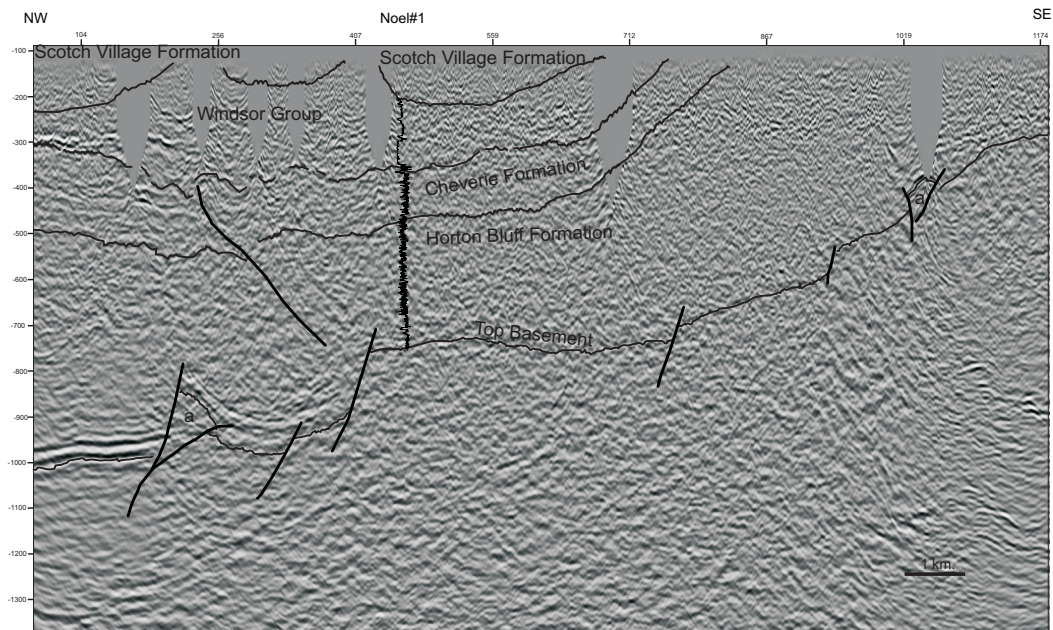 NW Noel#1 SE
104 256 407 559 712 867 1019 1174
-100
Scotch Village Formation
Scotch Village Formation
-200
Windsor Group
-300
Cheverie Formation
-400
a
-500
Horton Bluff Formation
-600
-700
Top Basement
-800
-900
a
-1000
-1100
-1200
1 km.
-1300